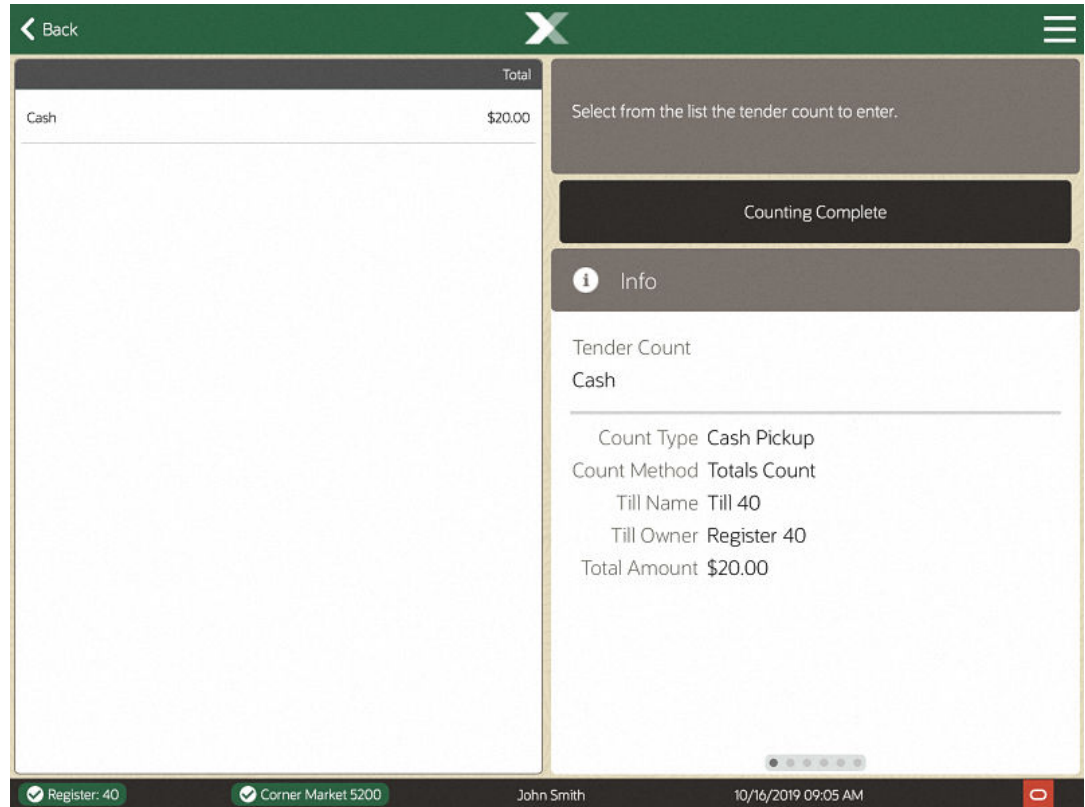 Back
Total
Cash $20.00
Select from the list the tender count to enter.
Counting Complete
Info
Tender Count
Cash
Count Type Cash Pickup
Count Method Totals Count
Till Name Till 40
Till Owner Register 40
Total Amount $20.00
Register: 40 Corner Market 5200 John Smith 10/16/2019 09:05 AM